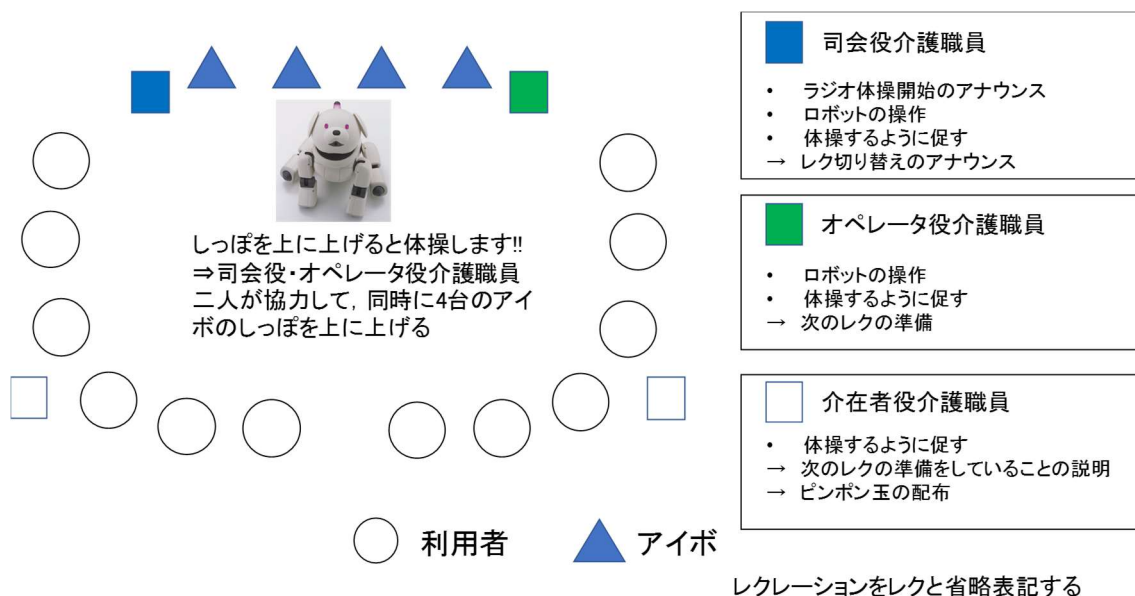 しっぽを上に上げると体操します!!
⇒司会役・オペレータ役介護職員
二人が協力して，同時に4台のアイ
ボのしっぽを上に上げる
利用者
アイボ
司会役介護職員
• ラジオ体操開始のアナウンス
• ロボットの操作
• 体操するように促す
→ レク切り替えのアナウンス
オペレータ役介護職員
• ロボットの操作
• 体操するように促す
→ 次のレクの準備
介在者役介護職員
• 体操するように促す
→ 次のレクの準備をしていることの説明
→ ピンポン玉の配布
レクレーションをレクと省略表記する